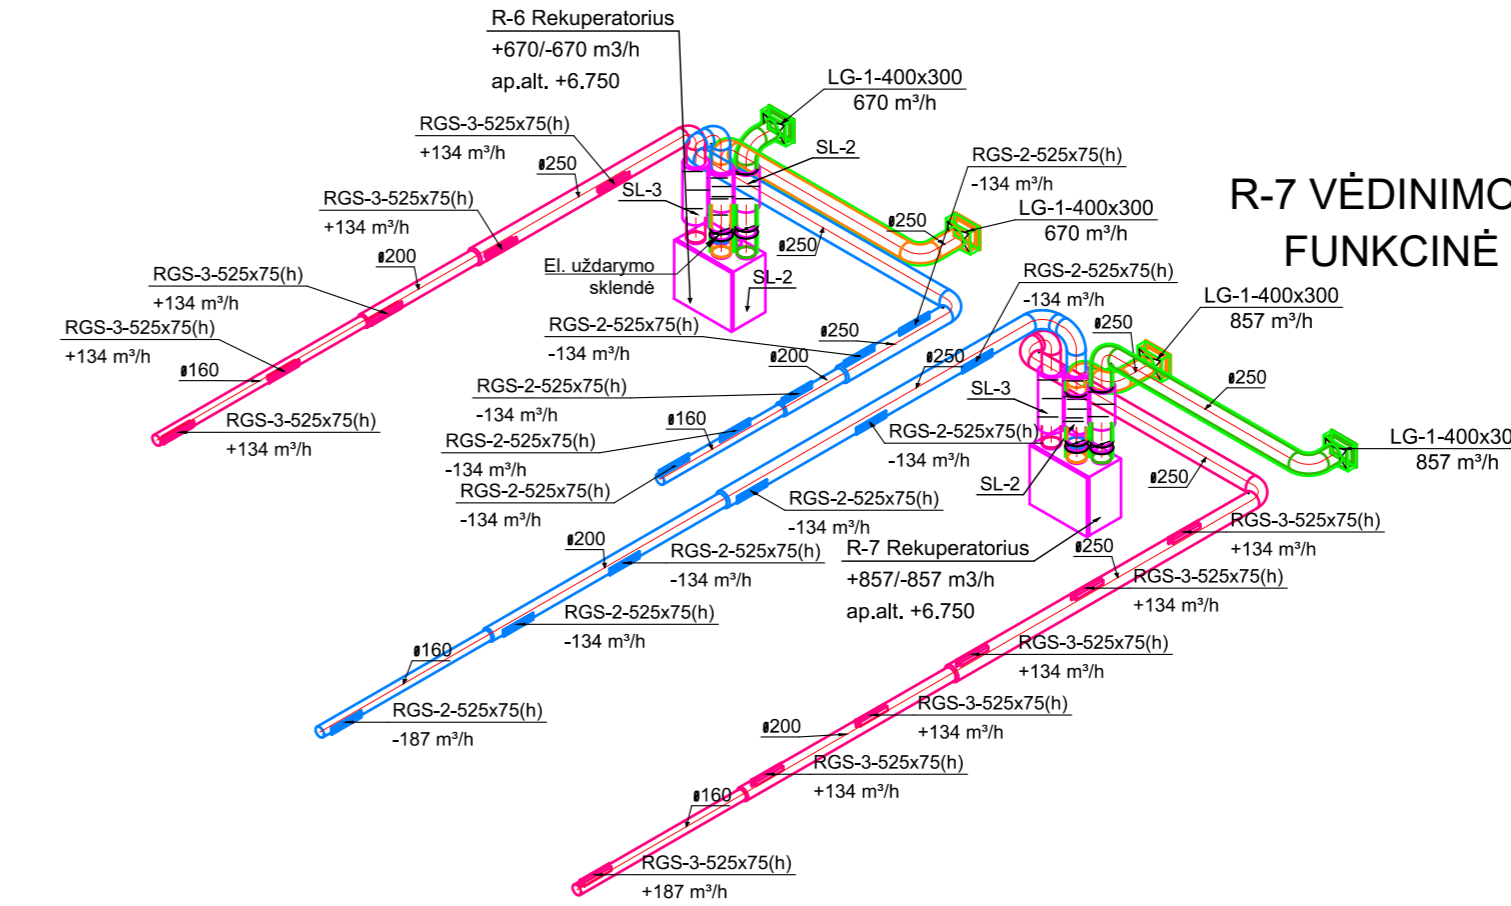 R-6 Rekuperatorius
+670/-670 m3/h
ap.alt. +6.750
LG-1-400x300
670 m³/h
RGS-3-525x75(h)
+134 m³/h
ø250
SL-2
SL-3
RGS-2-525x75(h)
-134 m³/h
RGS-3-525x75(h)
+134 m³/h
ø200
LG-1-400x300
670 m³/h
ø250
ø250
R-7 VĖDINIMO
FUNKCINĖ
El. uždarymo
sklendė
SL-2
RGS-3-525x75(h)
+134 m³/h
RGS-3-525x75(h)
+134 m³/h
ø160
RGS-3-525x75(h)
+134 m³/h
RGS-2-525x75(h)
-134 m³/h
LG-1-400x300
857 m³/h
ø250
RGS-2-525x75(h)
-134 m³/h
ø250
ø200
ø250
RGS-2-525x75(h)
-134 m³/h
ø160
RGS-2-525x75(h)
-134 m³/h
RGS-2-525x75(h)
-134 m³/h
SL-3
ø250
RGS-2-525x75(h)
-134 m³/h
SL-2
LG-1-400x30
857 m³/h
ø250
RGS-2-525x75(h)
-134 m³/h
ø200
RGS-2-525x75(h)
-134 m³/h
R-7 Rekuperatorius
+857/-857 m3/h
ap.alt. +6.750
RGS-3-525x75(h)
+134 m³/h
ø250
RGS-3-525x75(h)
+134 m³/h
RGS-2-525x75(h)
-134 m³/h
ø160
RGS-3-525x75(h)
+134 m³/h
RGS-2-525x75(h)
-187 m³/h
RGS-3-525x75(h)
+134 m³/h
ø200
RGS-3-525x75(h)
+134 m³/h
ø160
RGS-3-525x75(h)
+187 m³/h